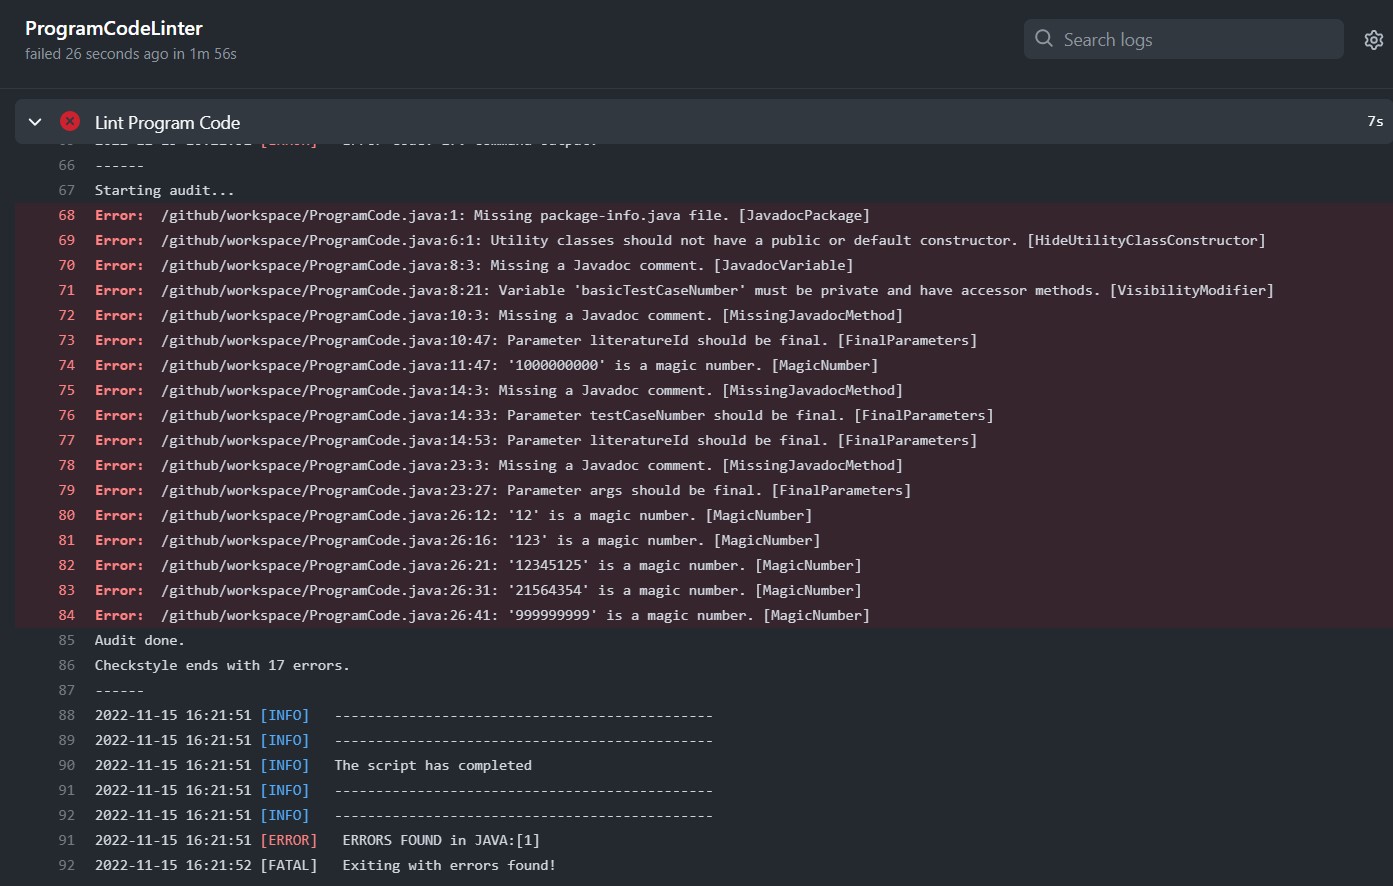 ProgramCodeLinter
failed 26 seconds ago in 1m 56s
Search logs
Lint Program Code 7s
66 ------
67 Starting audit...
68 Error: /github/workspace/ProgramCode.java:1: Missing package-info.java file. [JavadocPackage]
69 Error: /github/workspace/ProgramCode.java:6:1: Utility classes should not have a public or default constructor. [HideUtilityClassConstructor]
70 Error: /github/workspace/ProgramCode.java:8:3: Missing a Javadoc comment. [JavadocVariable]
71 Error: /github/workspace/ProgramCode.java:8:21: Variable 'basicTestCaseNumber' must be private and have accessor methods. [VisibilityModifier]
72 Error: /github/workspace/ProgramCode.java:10:3: Missing a Javadoc comment. [MissingJavadocMethod]
73 Error: /github/workspace/ProgramCode.java:10:47: Parameter literatureId should be final. [FinalParameters]
74 Error: /github/workspace/ProgramCode.java:11:47: '1000000000' is a magic number. [MagicNumber]
75 Error: /github/workspace/ProgramCode.java:14:3: Missing a Javadoc comment. [MissingJavadocMethod]
76 Error: /github/workspace/ProgramCode.java:14:33: Parameter testCaseNumber should be final. [FinalParameters]
77 Error: /github/workspace/ProgramCode.java:14:53: Parameter literatureId should be final. [FinalParameters]
78 Error: /github/workspace/ProgramCode.java:23:3: Missing a Javadoc comment. [MissingJavadocMethod]
79 Error: /github/workspace/ProgramCode.java:23:27: Parameter args should be final. [FinalParameters]
80 Error: /github/workspace/ProgramCode.java:26:12: '12' is a magic number. [MagicNumber]
81 Error: /github/workspace/ProgramCode.java:26:16: '123' is a magic number. [MagicNumber]
82 Error: /github/workspace/ProgramCode.java:26:21: '12345125' is a magic number. [MagicNumber]
83 Error: /github/workspace/ProgramCode.java:26:31: '21564354' is a magic number. [MagicNumber]
84 Error: /github/workspace/ProgramCode.java:26:41: '999999999' is a magic number. [MagicNumber]
85 Audit done.
86 Checkstyle ends with 17 errors.
87 ------
88 2022-11-15 16:21:51 [INFO] ----------------------------------------------
89 2022-11-15 16:21:51 [INFO] ----------------------------------------------
90 2022-11-15 16:21:51 [INFO] The script has completed
91 2022-11-15 16:21:51 [INFO] ----------------------------------------------
92 2022-11-15 16:21:51 [INFO] ----------------------------------------------
91 2022-11-15 16:21:51 [ERROR] ERRORS FOUND in JAVA:[1]
92 2022-11-15 16:21:52 [FATAL] Exiting with errors found!